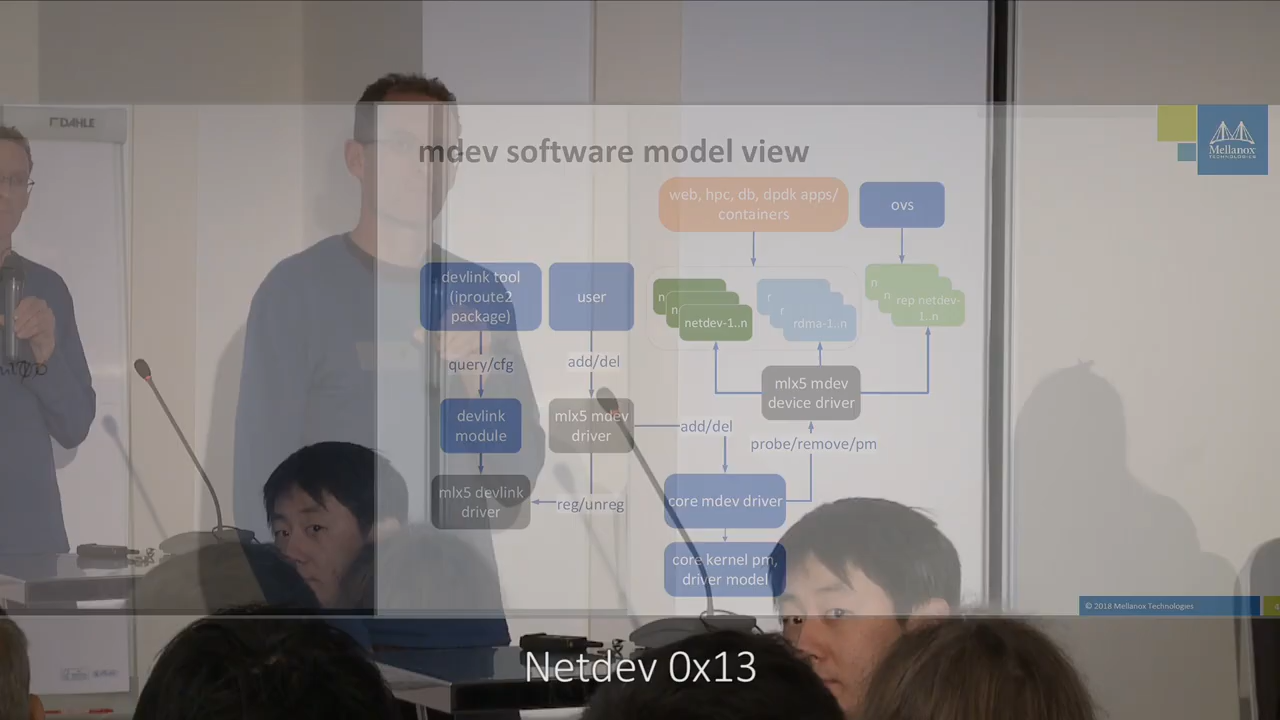 DAHLE
mdev software model view
Mellanox
TECHNOLOGIES
web, hpc, db, dpdk apps/
containers
ovs
devlink tool
(iproute2
package)
user
n
n
netdev-1..n
r
r
rdma-1..n
n
n
rep netdev-
1..n
query/cfg
add/del
mlx5 mdev
device driver
devlink
module
mlx5 mdev
driver
add/del
probe/remove/pm
mlx5 devlink
driver
reg/unreg
core mdev driver
core kernel pm,
driver model
© 2018 Mellanox Technologies
Netdev 0x13